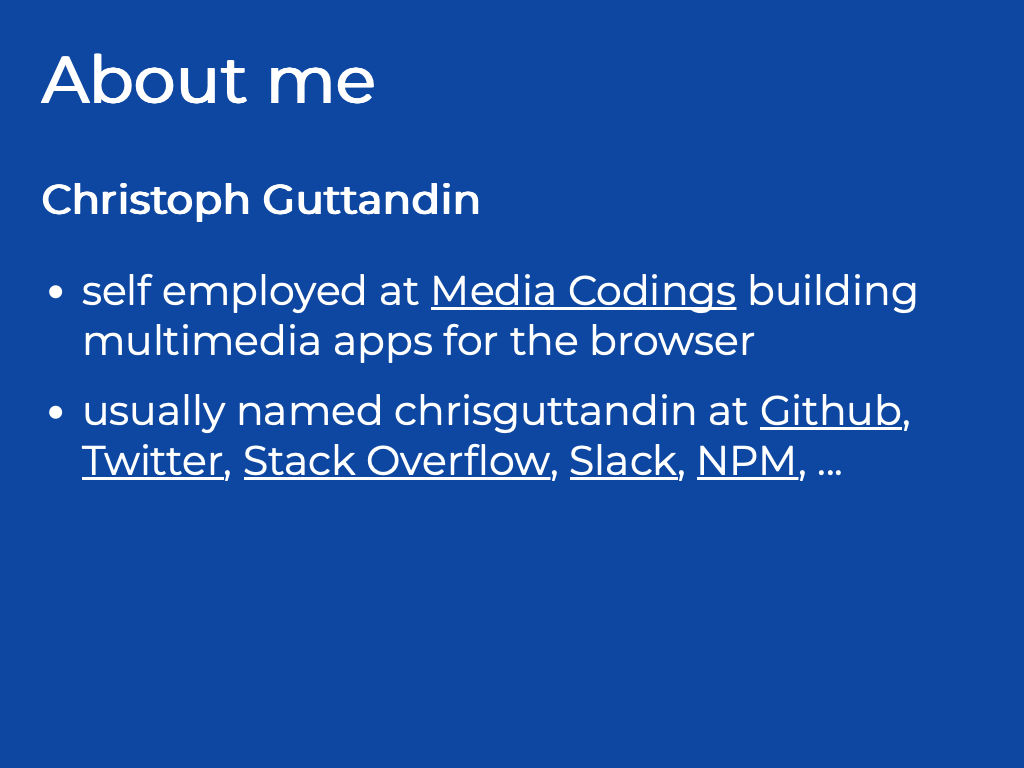 About me
Christoph Guttandin
• self employed at Media Codings building
multimedia apps for the browser
• usually named chrisguttandin at Github,
Twitter, Stack Overflow, Slack, NPM, ...